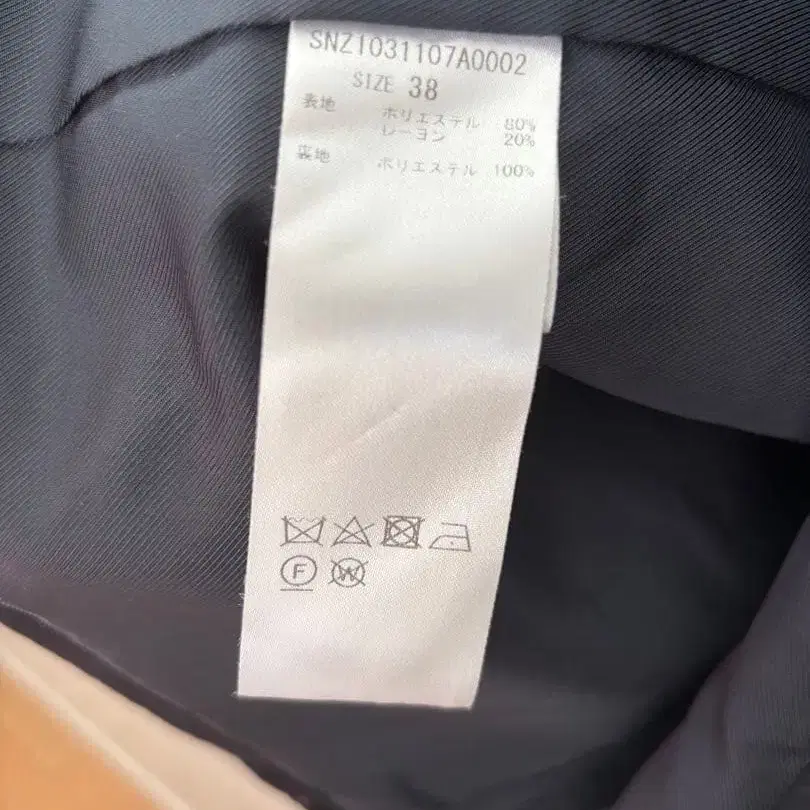 SNZI031107A0002
SIZE 38
表地 ポリエステル 80%
レーヨン 20%
裏地 ポリエステル 100%
F W